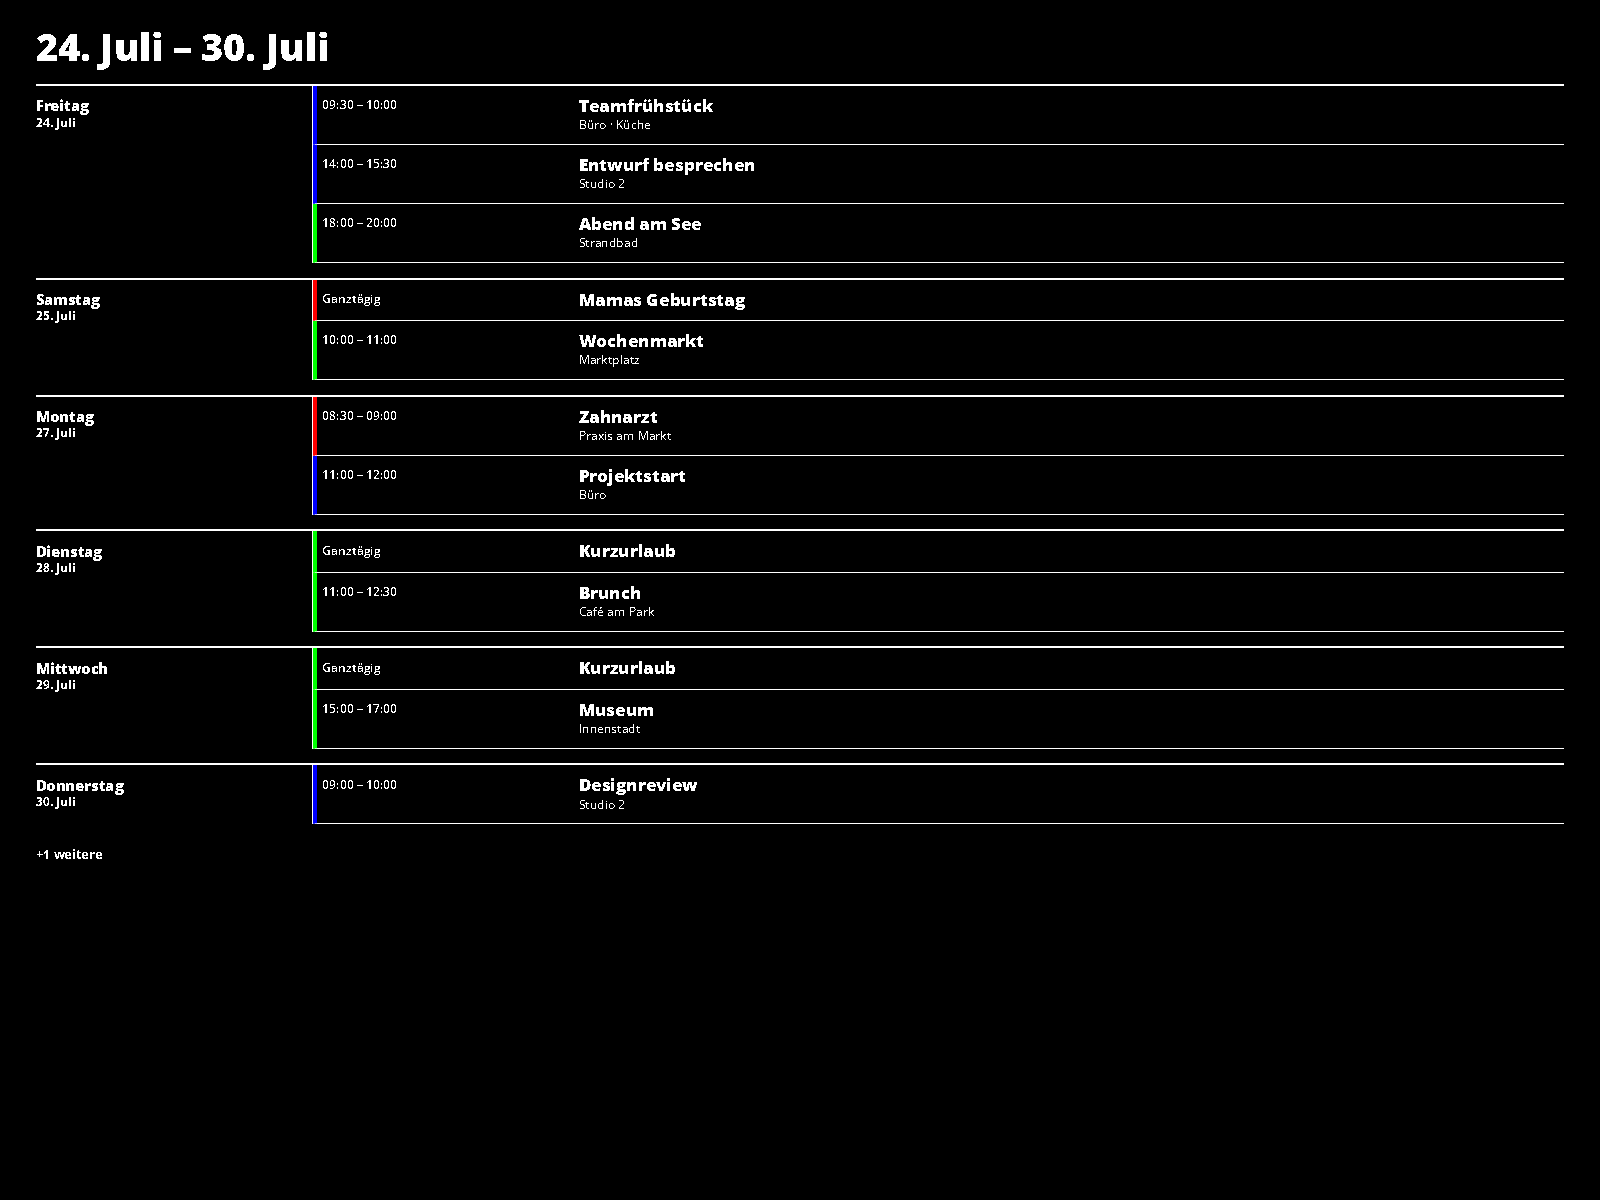 24. Juli – 30. Juli
Freitag
24. Juli
09:30 – 10:00
Teamfrühstück
Büro · Küche
14:00 – 15:30
Entwurf besprechen
Studio 2
18:00 – 20:00
Abend am See
Strandbad
Samstag
25. Juli
Ganztägig
Mamas Geburtstag
10:00 – 11:00
Wochenmarkt
Marktplatz
Montag
27. Juli
08:30 – 09:00
Zahnarzt
Praxis am Markt
11:00 – 12:00
Projektstart
Büro
Dienstag
28. Juli
Ganztägig
Kurzurlaub
11:00 – 12:30
Brunch
Café am Park
Mittwoch
29. Juli
Ganztägig
Kurzurlaub
15:00 – 17:00
Museum
Innenstadt
Donnerstag
30. Juli
09:00 – 10:00
Designreview
Studio 2
+1 weitere